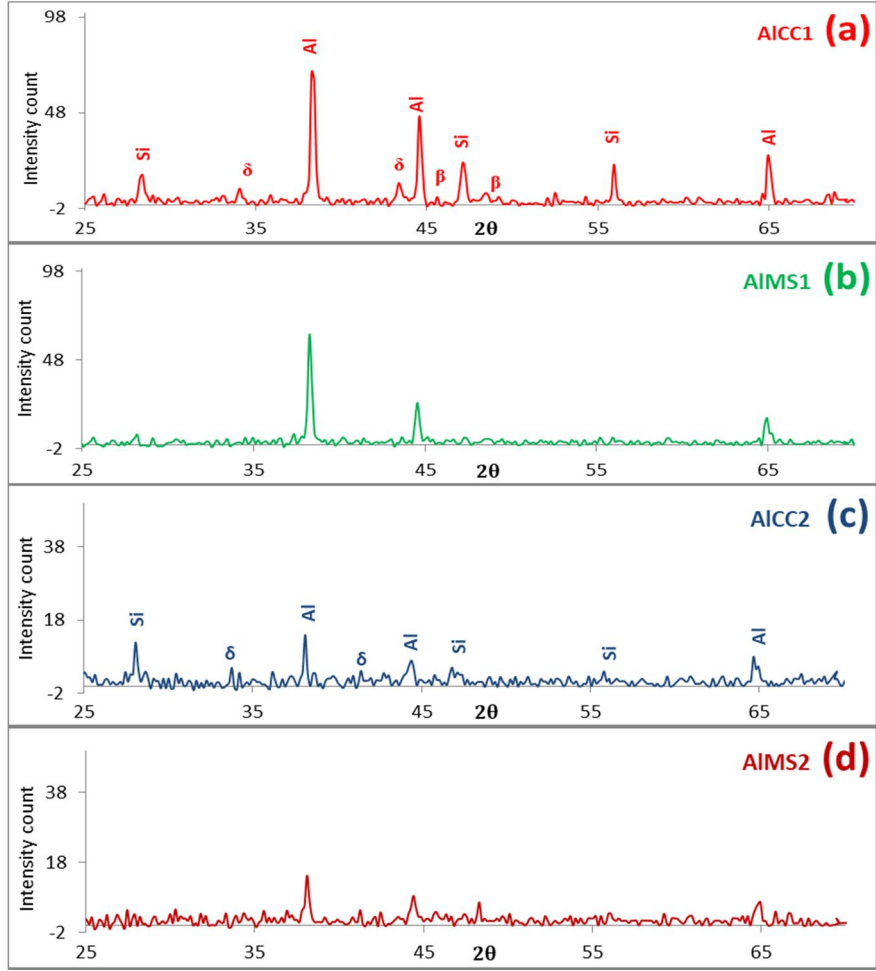 98
AlCC1 (a)
Intensity count
Al
Al
48
Si
δ
δ
β
Si
β
Si
Al
-2
25
35
45
2θ
55
65
98
AlMS1 (b)
Intensity count
48
-2
25
35
45
2θ
55
65
AlCC2 (c)
Intensity count
38
18
Si
δ
Al
δ
Al
Si
Si
Al
-2
25
35
45
2θ
55
65
AlMS2 (d)
Intensity count
38
18
-2
25
35
45
2θ
55
65